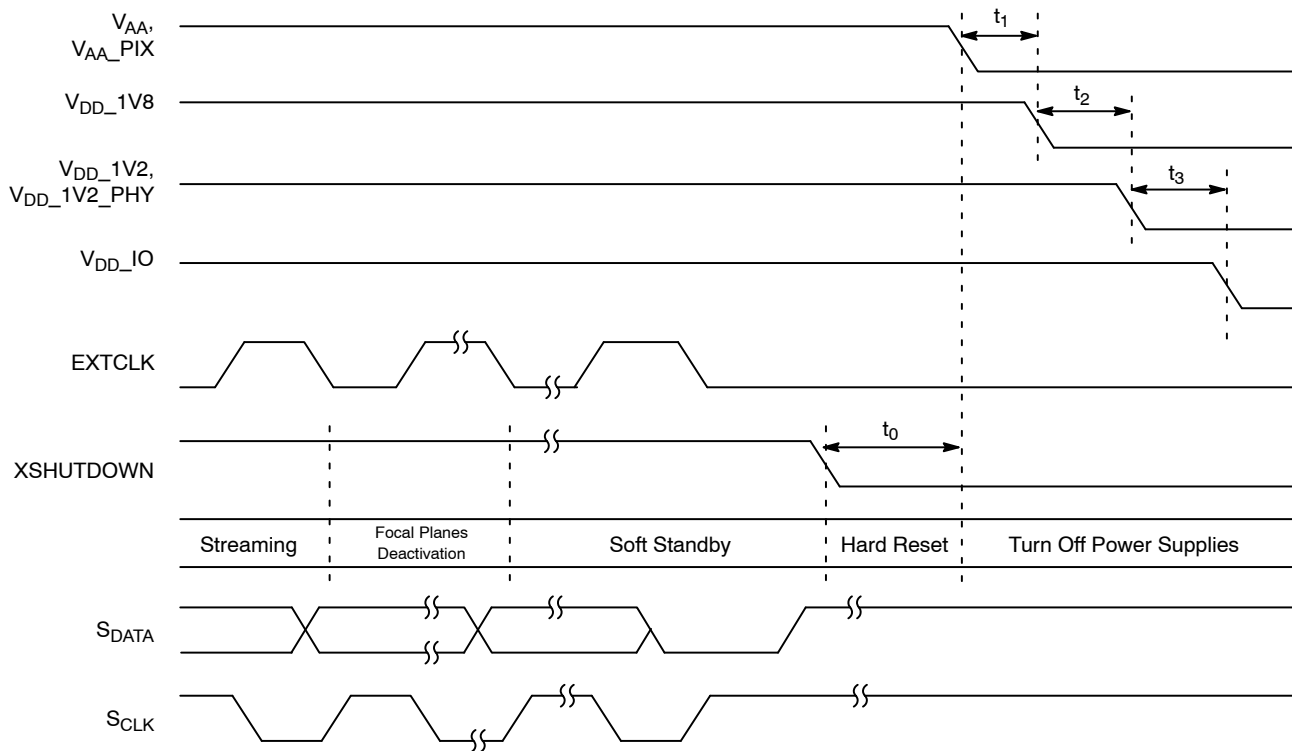 VAA,
VAA_PIX
t1
VDD_1V8
t2
VDD_1V2,
VDD_1V2_PHY
t3
VDD_IO
EXTCLK
XSHUTDOWN
t0
Streaming
Focal Planes
Deactivation
Soft Standby
Hard Reset
Turn Off Power Supplies
SDATA
SCLK